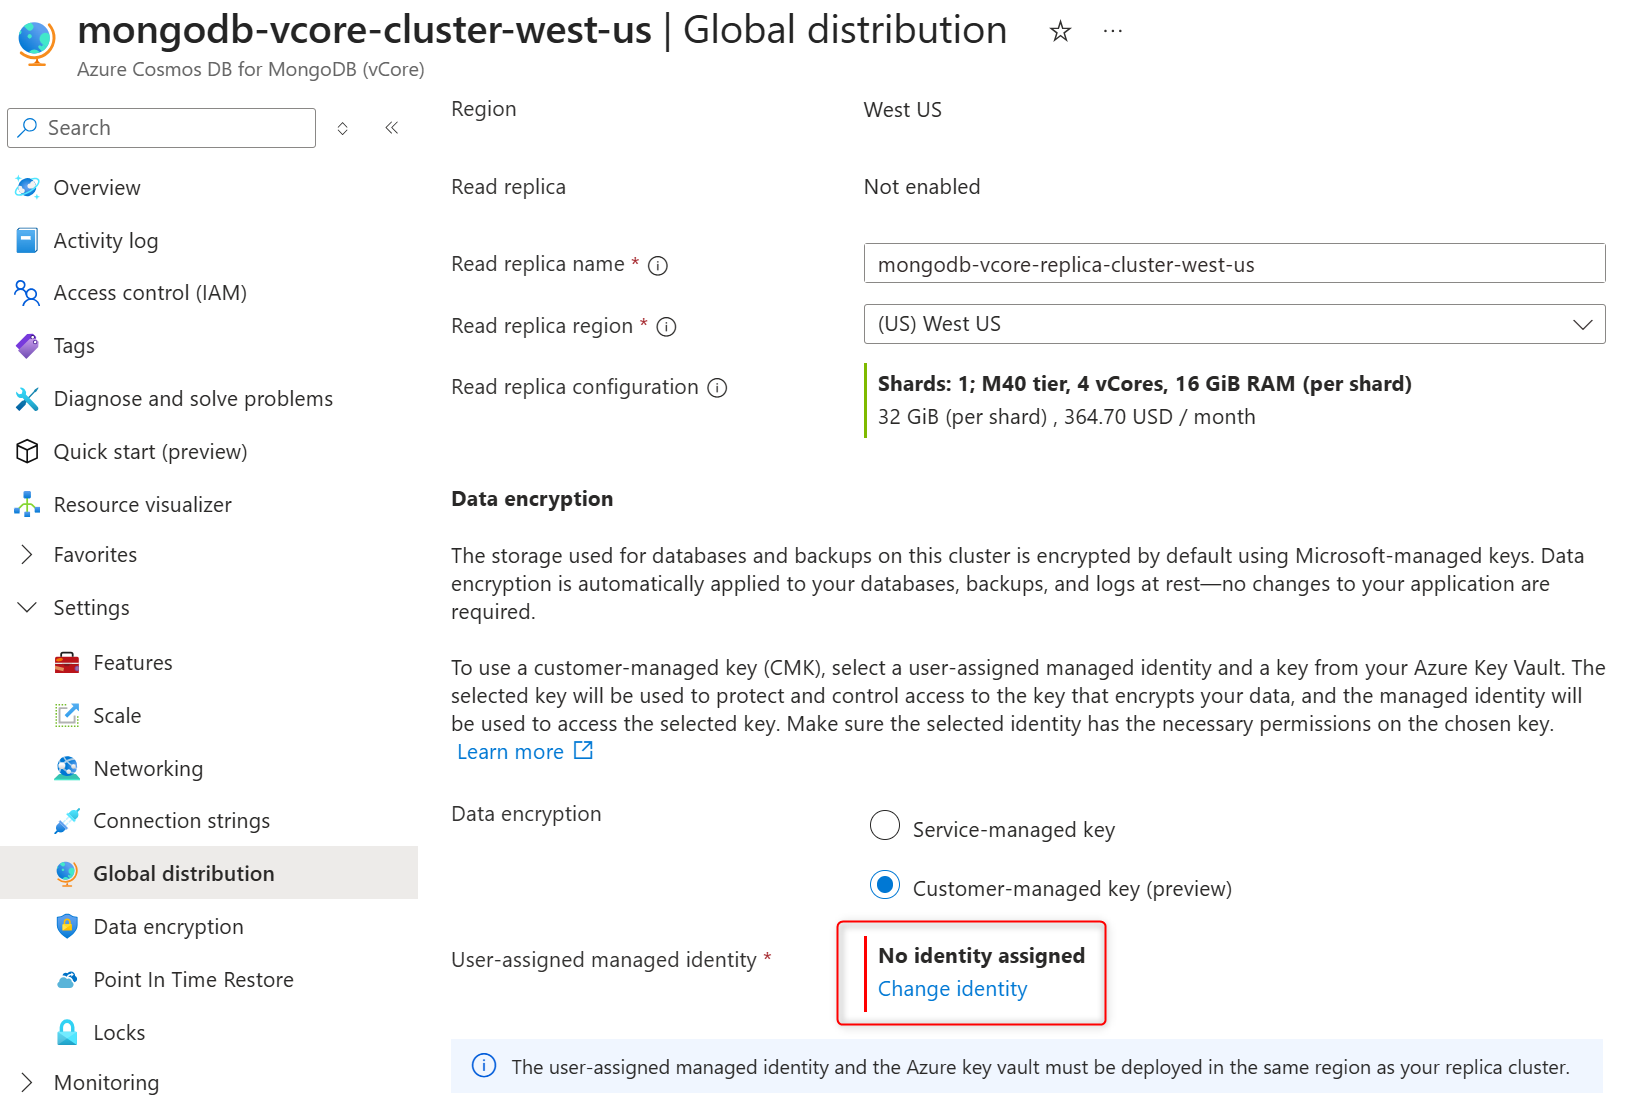 mongodb-vcore-cluster-west-us | Global distribution
Azure Cosmos DB for MongoDB (vCore)
Search
Overview
Activity log
Access control (IAM)
Tags
Diagnose and solve problems
Quick start (preview)
Resource visualizer
Favorites
Settings
Features
Scale
Networking
Connection strings
Global distribution
Data encryption
Point In Time Restore
Locks
Monitoring
Region
West US
Read replica
Not enabled
Read replica name *
mongodb-vcore-replica-cluster-west-us
Read replica region *
(US) West US
Read replica configuration
Shards: 1; M40 tier, 4 vCores, 16 GiB RAM (per shard)
32 GiB (per shard) , 364.70 USD / month
Data encryption
The storage used for databases and backups on this cluster is encrypted by default using Microsoft-managed keys. Data
encryption is automatically applied to your databases, backups, and logs at rest—no changes to your application are
required.
To use a customer-managed key (CMK), select a user-assigned managed identity and a key from your Azure Key Vault. The
selected key will be used to protect and control access to the key that encrypts your data, and the managed identity will
be used to access the selected key. Make sure the selected identity has the necessary permissions on the chosen key.
Learn more
Data encryption
Service-managed key
Customer-managed key (preview)
User-assigned managed identity *
No identity assigned
Change identity
The user-assigned managed identity and the Azure key vault must be deployed in the same region as your replica cluster.